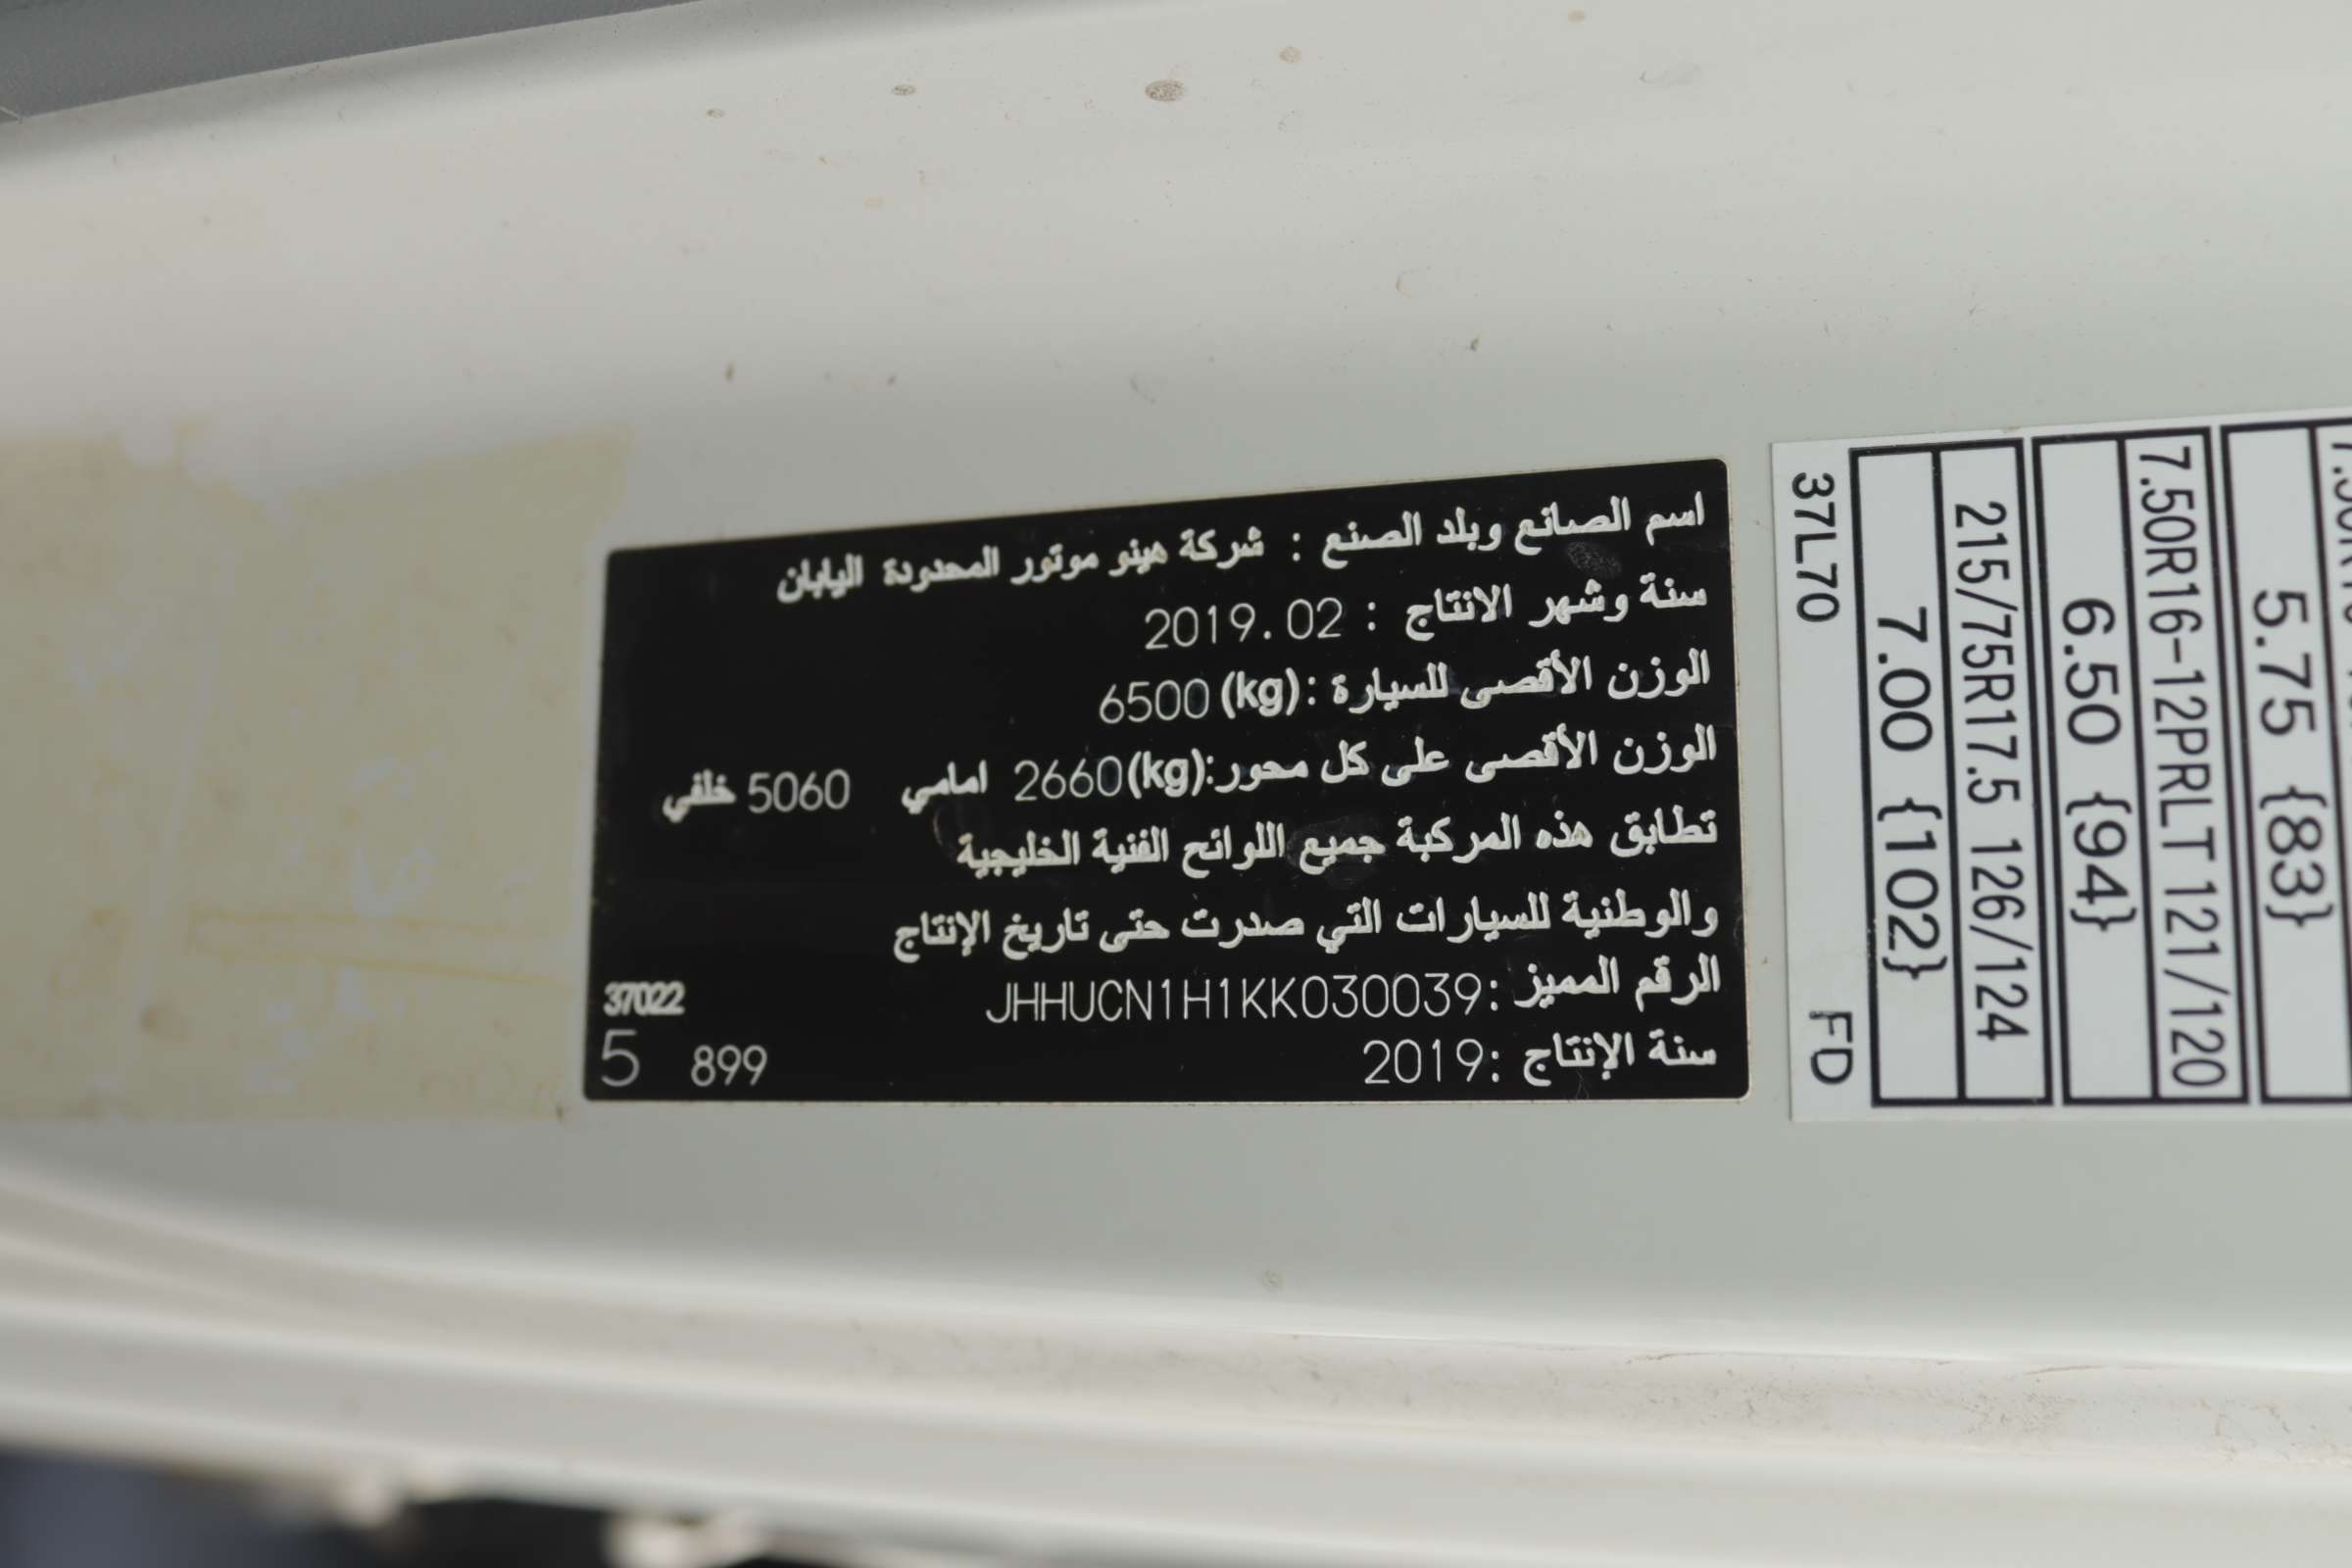 اسم الصانع وبلد الصنع : شركة هينو موتور المحدودة اليابان
سنة وشهر الانتاج : 2019.02
الوزن الأقصى للسيارة :(kg) 6500
الوزن الأقصى على كل محور:(kg) 2660 امامي 5060 خلفي
تطابق هذه المركبة جميع اللوائح الفنية الخليجية
والوطنية للسيارات التي صدرت حتى تاريخ الإنتاج
الرقم المميز :JHHUCN1H1KK030039
37022
سنة الإنتاج :2019
5 899
5.75 {83}
7.50R16-12PRLT 121/120
6.50 {94}
215/75R17.5 126/124
7.00 {102}
37L70 FD